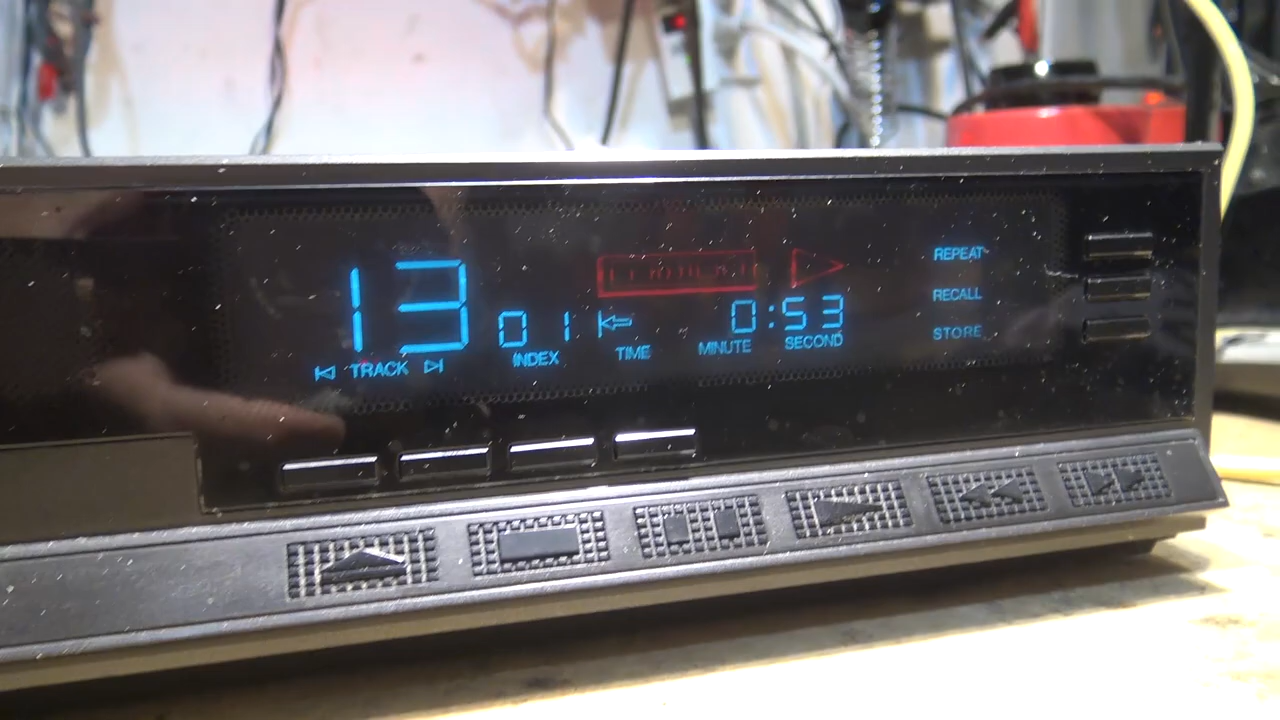 13
01
0:53
TRACK
INDEX
TIME
MINUTE
SECOND
REPEAT
RECALL
STORE